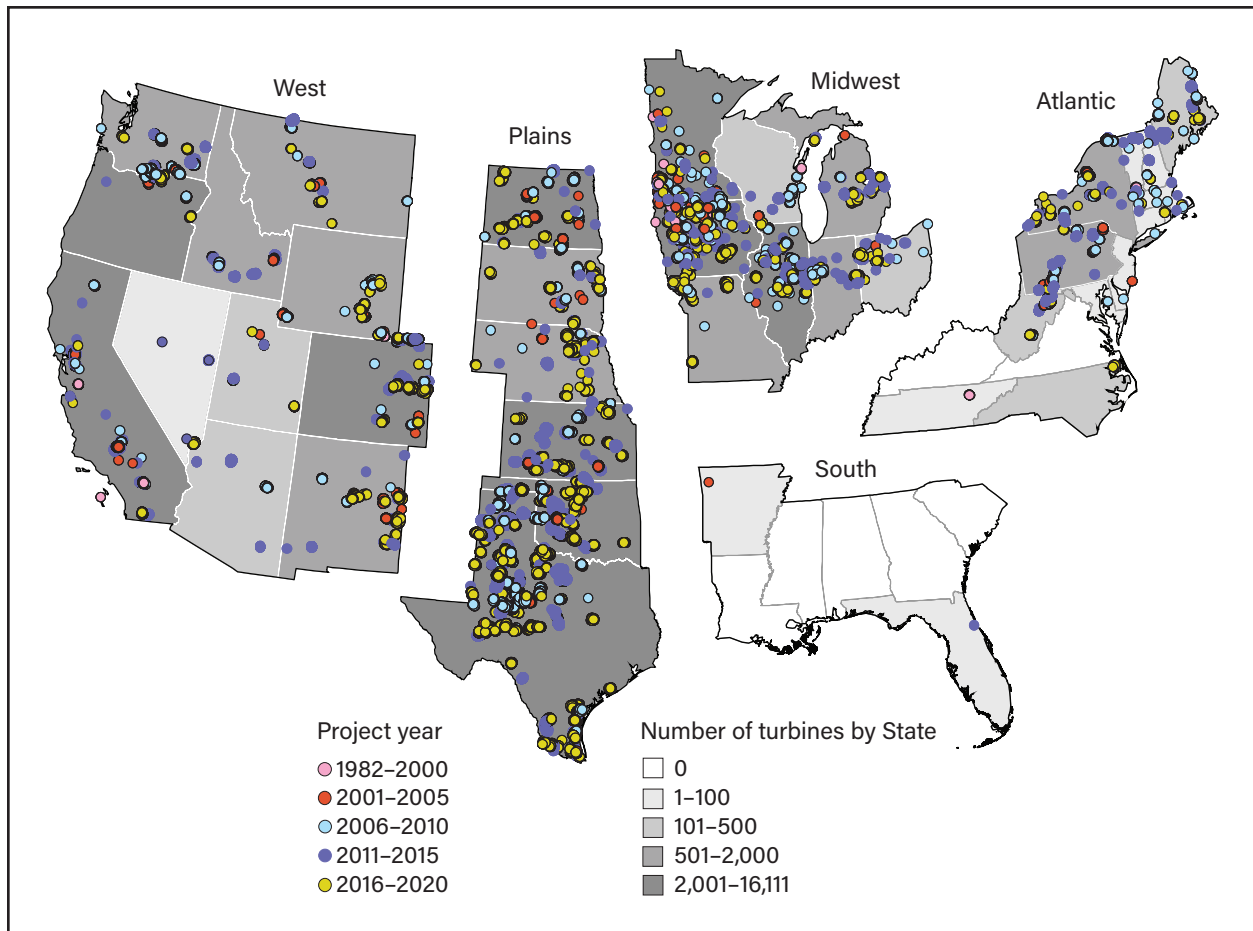 West
Plains
Midwest
Atlantic
South
Project year
1982–2000
2001–2005
2006–2010
2011–2015
2016–2020
Number of turbines by State
0
1–100
101–500
501–2,000
2,001–16,111